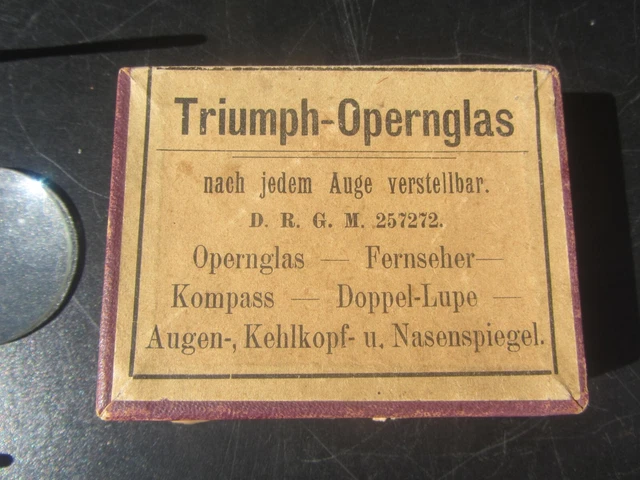 Triumph-Opernglas
nach jedem Auge verstellbar.
D. R. G. M. 257272.
Opernglas — Fernseher—
Kompass — Doppel-Lupe —
Augen-, Kehlkopf- u. Nasenspiegel.